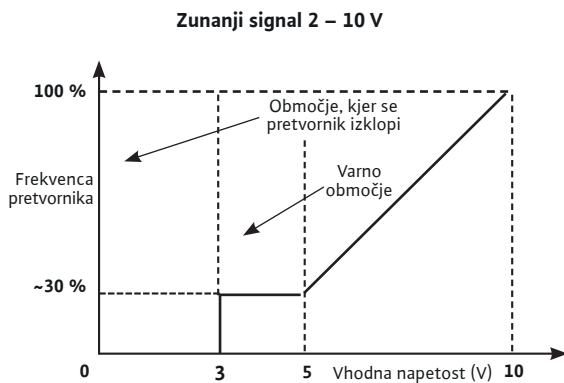 Zunanji signal 2 – 10 V
100 %
Območje, kjer se
pretvornik izklopi
Varno
območje
Frekvenca
pretvornika
~30 %
0
3
5
Vhodna napetost (V)
10